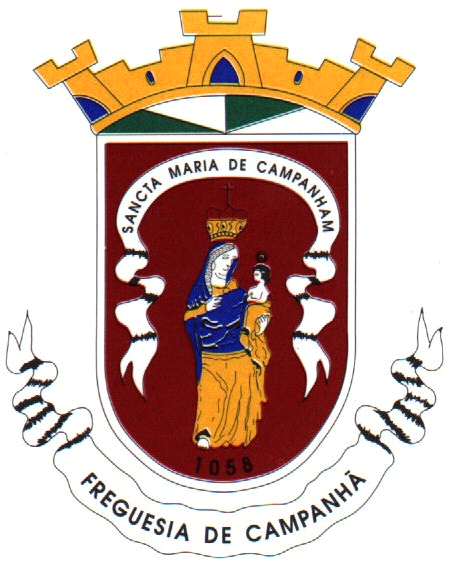 SANCTA MARIA DE CAMPANHAM
1058
FREGUESIA DE CAMPANHÃ